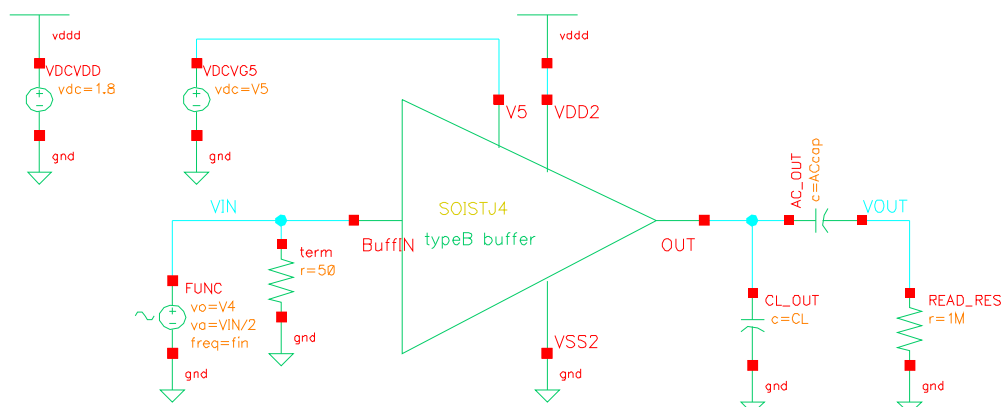 vddd
VDCVDD
vdc=1.8
gnd
VDCVG5
vdc=V5
gnd
vddd
V5
VDD2
SOISTJ4
typeB buffer
VIN
BuffIN
OUT
term
r=50
gnd
FUNC
vo=V4
va=VIN/2
freq=fin
gnd
VSS2
gnd
AC_OUT
c=ACcap
VOUT
CL_OUT
c=CL
gnd
READ_RES
r=1M
gnd